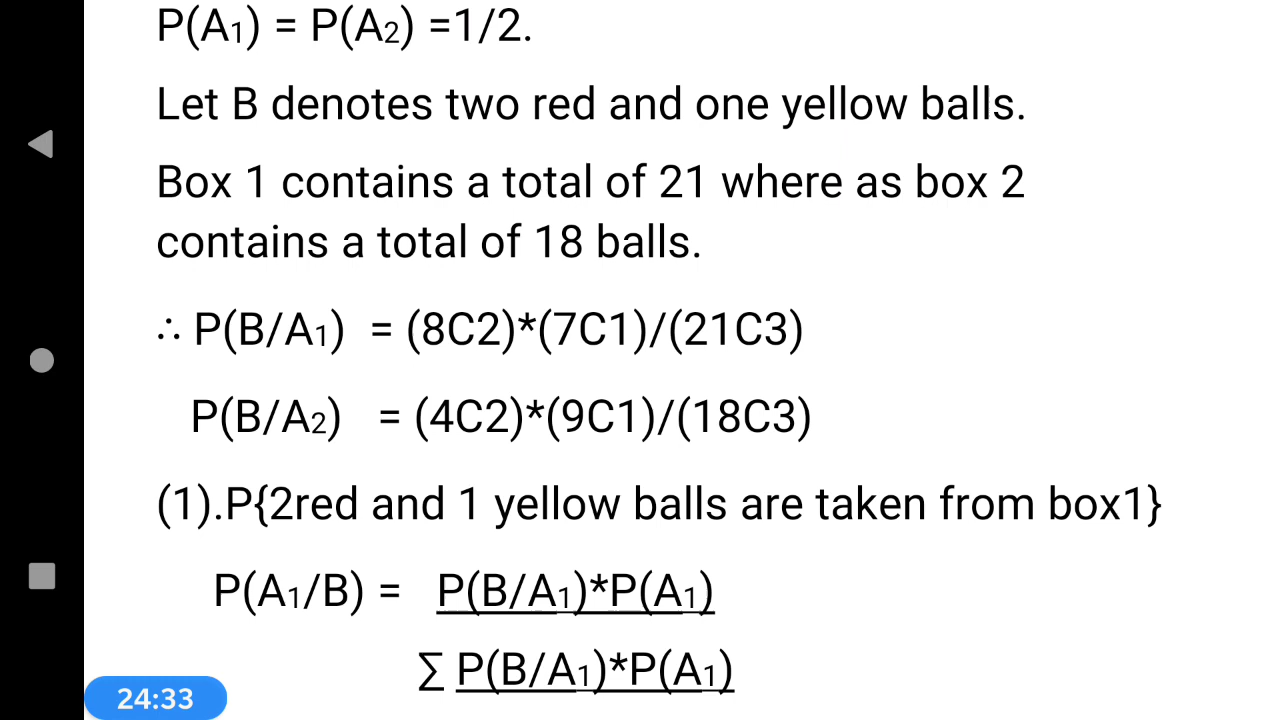 P(A₁) = P(A₂) =1/2.
Let B denotes two red and one yellow balls.
Box 1 contains a total of 21 where as box 2
contains a total of 18 balls.
∴ P(B/A₁) = (8C2)*(7C1)/(21C3)
P(B/A₂) = (4C2)*(9C1)/(18C3)
(1).P{2red and 1 yellow balls are taken from box1}
P(A₁/B) = P(B/A₁)*P(A₁)
∑ P(B/A₁)*P(A₁)
24:33